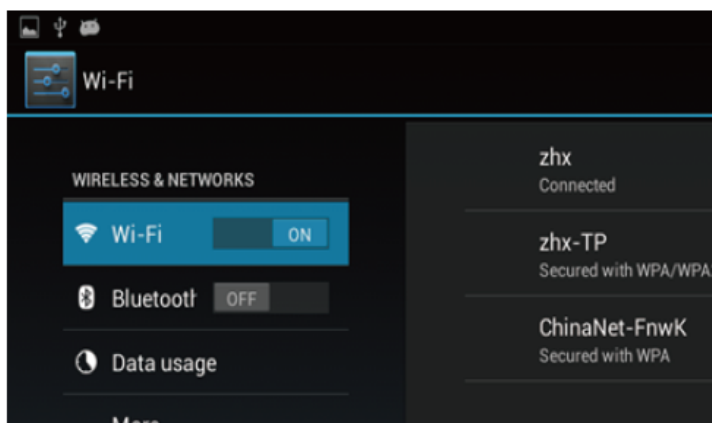 Wi-Fi
WIRELESS & NETWORKS
Wi-Fi ON
Bluetooth OFF
Data usage
More
zhx
Connected
zhx-TP
Secured with WPA/WPA
ChinaNet-FnwK
Secured with WPA